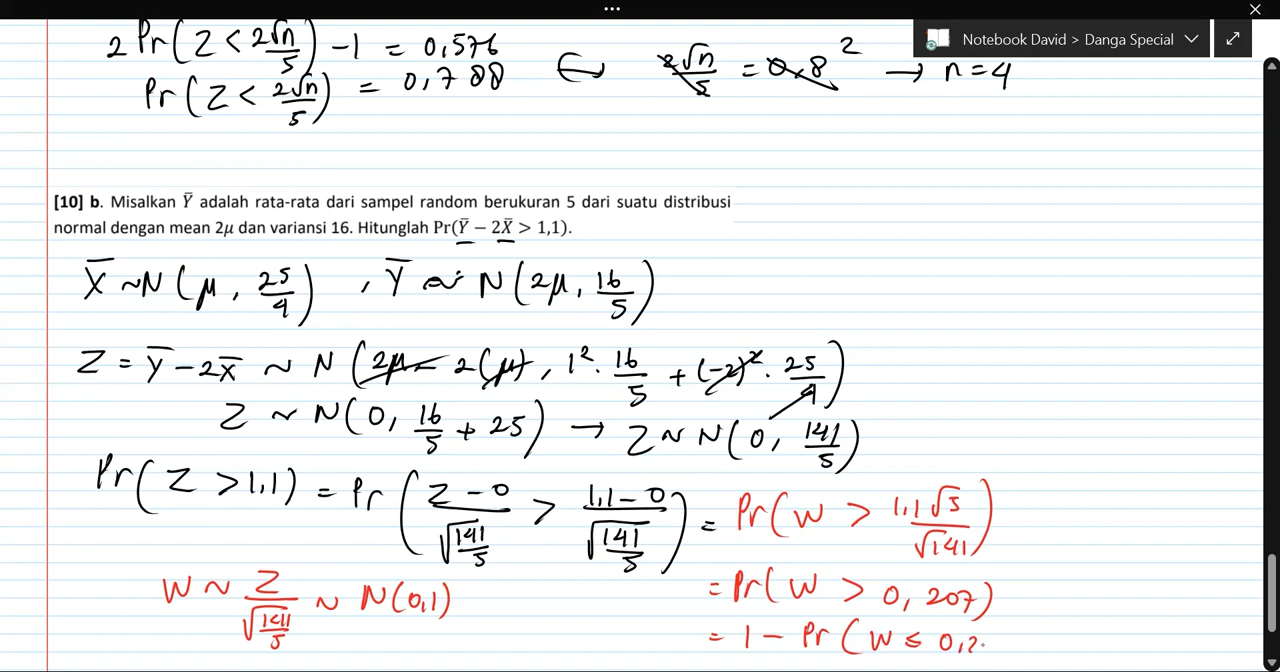 Notebook David > Danga Special
2 Pr(Z < 2√n/5) - 1 = 0,576
Pr(Z < 2√n/5) = 0,788 ↔ 2√n/5 = 0,8 2 → n = 4
[10] b. Misalkan Ȳ adalah rata-rata dari sampel random berukuran 5 dari suatu distribusi
normal dengan mean 2μ dan variansi 16. Hitunglah Pr(Ȳ − 2X̄ > 1,1).
X̄ ~ N(μ, 25/4) , Ȳ ~ N(2μ, 16/5)
Z = Ȳ - 2X̄ ~ N(2μ - 2(μ), 1². 16/5 + (-2)². 25/4)
Z ~ N(0, 16/5 + 25) → Z ~ N(0, 141/5)
Pr(Z > 1,1) = Pr((Z - 0)/√(141/5) > (1,1 - 0)/√(141/5)) = Pr(W > 1,1√5/√141)
W ~ Z/√(141/5) ~ N(0,1)
= Pr(W > 0,207)
= 1 - Pr(W ≤ 0,2